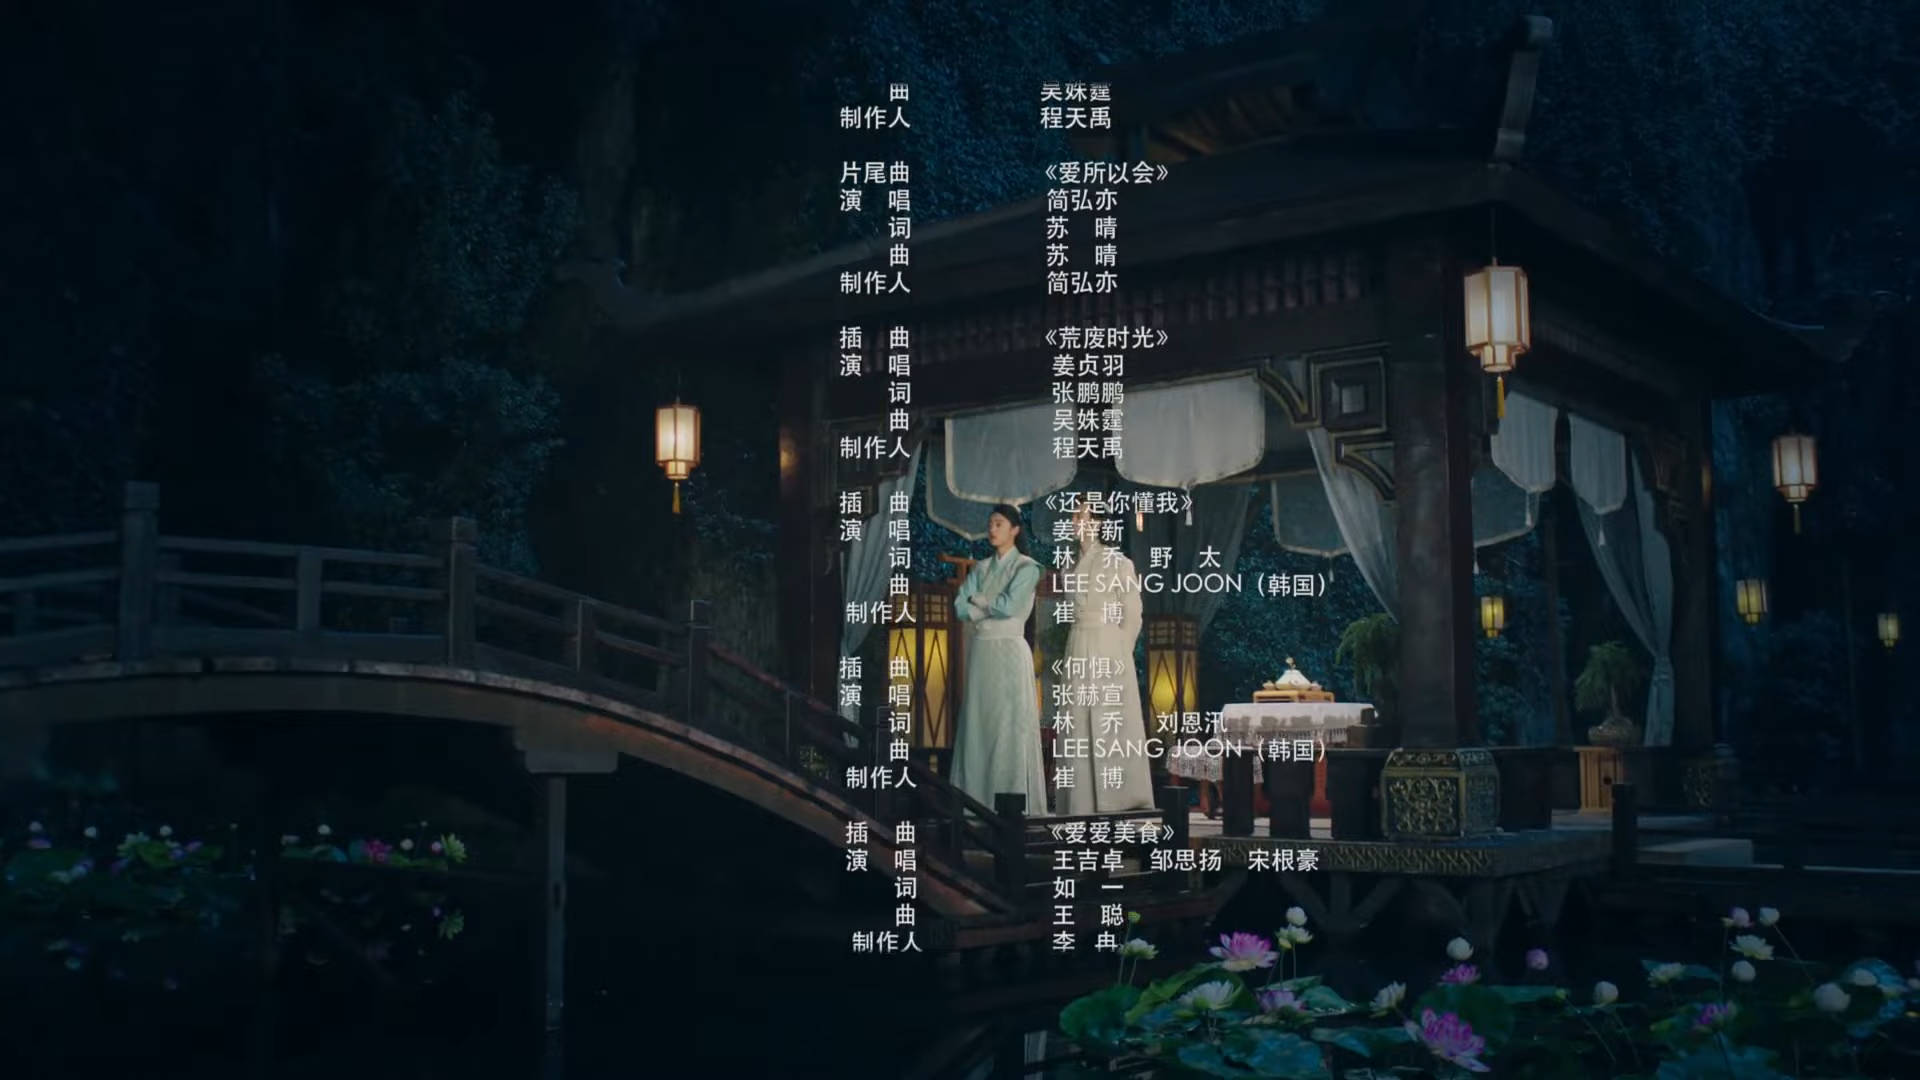 曲 吴姝霆
制作人 程天禹
片尾曲 《爱所以会》
演 唱 简弘亦
词 苏 晴
曲 苏 晴
制作人 简弘亦
插 曲 《荒废时光》
演 唱 姜贞羽
词 张鹏鹏
曲 吴姝霆
制作人 程天禹
插 曲 《还是你懂我》
演 唱 姜梓新
词 林 乔 野 太
曲 LEE SANG JOON（韩国）
制作人 崔 博
插 曲 《何惧》
演 唱 张赫宣
词 林 乔 刘恩汛
曲 LEE SANG JOON（韩国）
制作人 崔 博
插 曲 《爱爱美食》
演 唱 王吉卓 邹思扬 宋根豪
词 如 一
曲 王 聪
制作人 李 冉